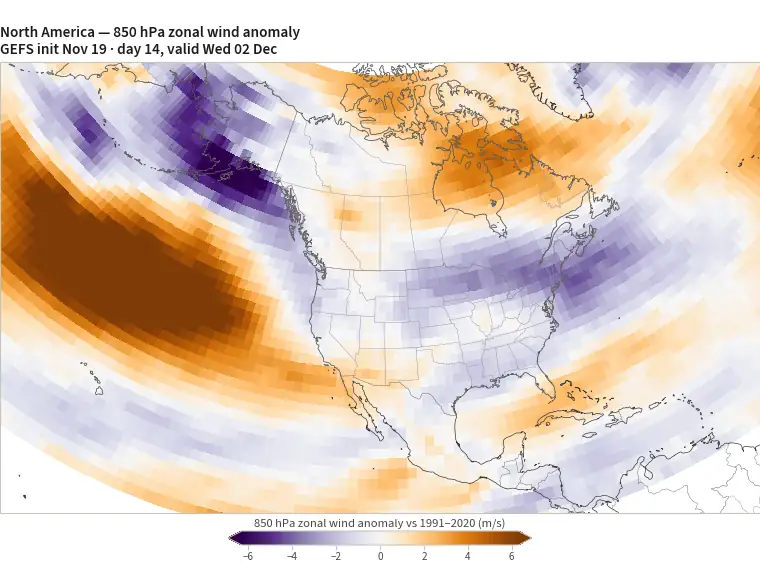 North America — 850 hPa zonal wind anomaly
GEFS init Nov 19 · day 14, valid Wed 02 Dec
850 hPa zonal wind anomaly vs 1991–2020 (m/s)
−6 −4 −2 0 2 4 6